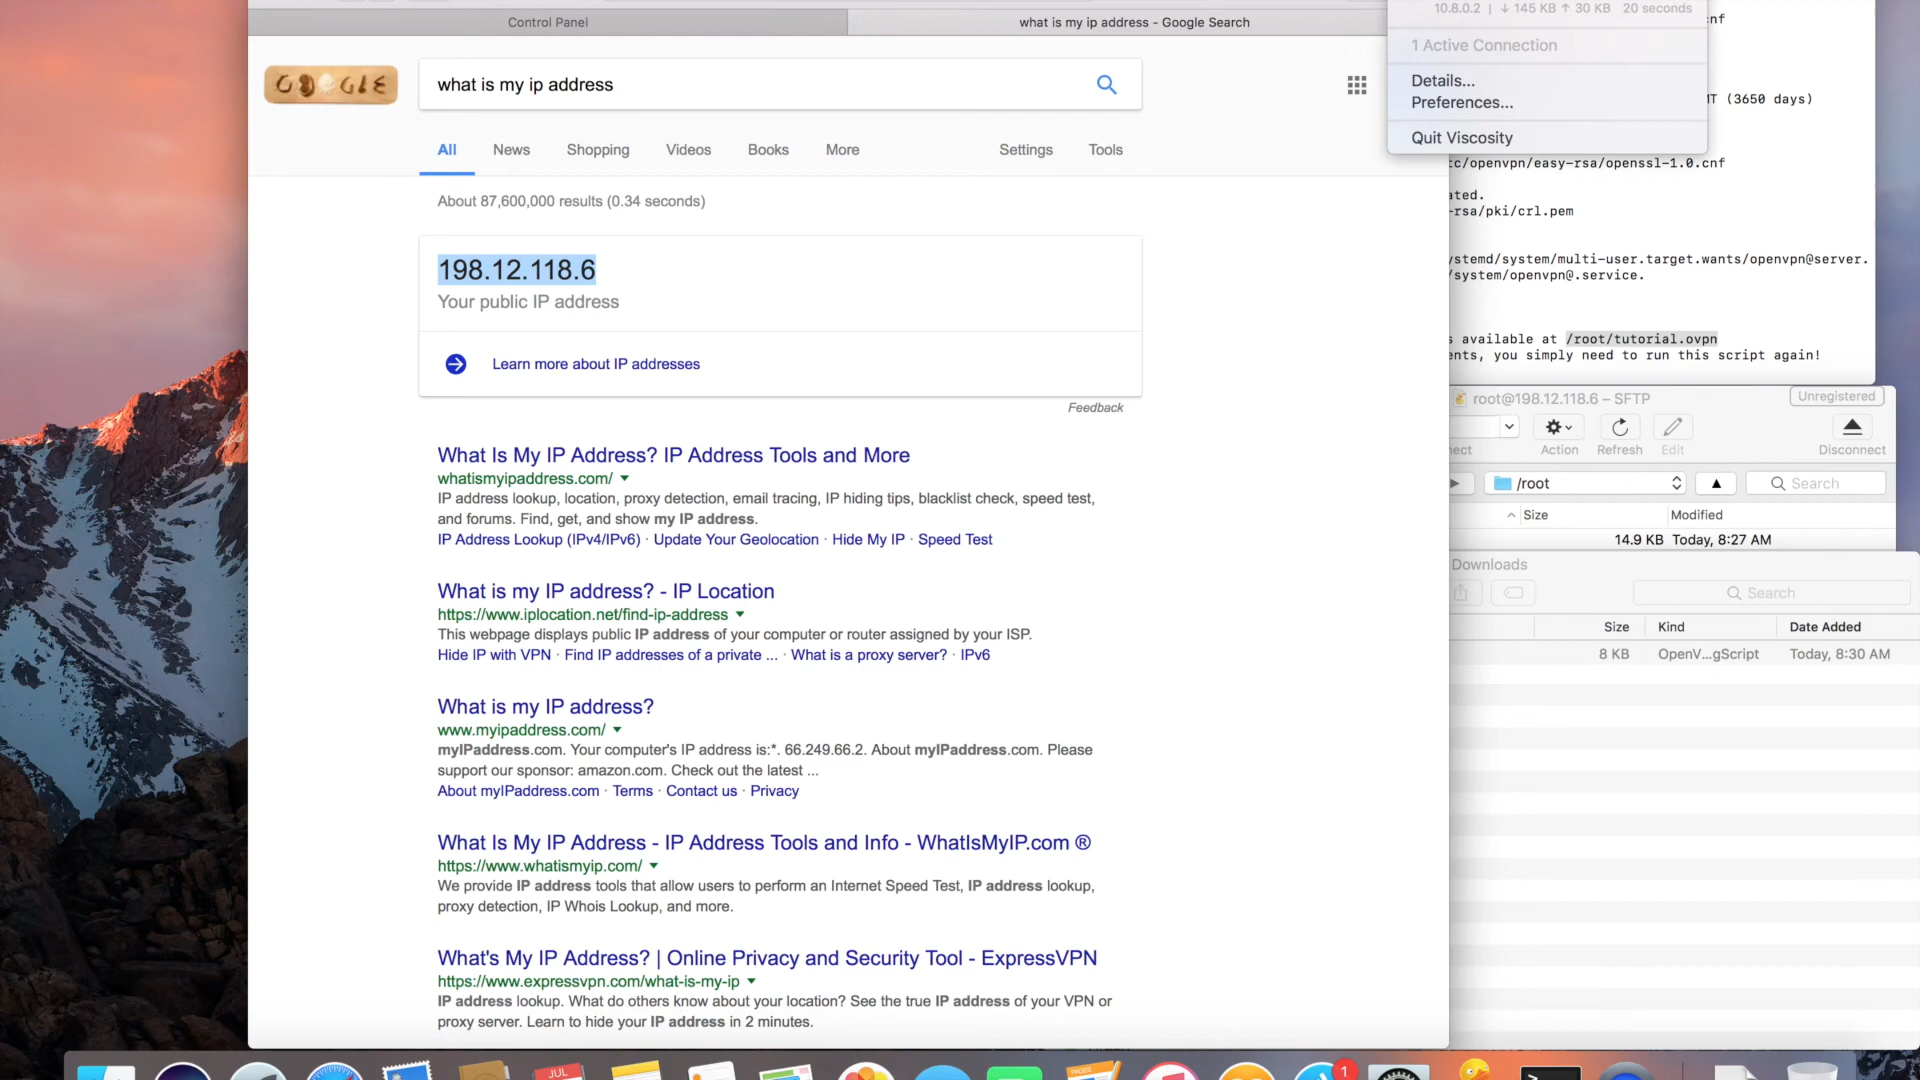 Control Panel
what is my ip address - Google Search
GOOGLE
what is my ip address
All
News
Shopping
Videos
Books
More
Settings
Tools
About 87,600,000 results (0.34 seconds)
198.12.118.6
Your public IP address
Learn more about IP addresses
Feedback
What Is My IP Address? IP Address Tools and More
whatismyipaddress.com/
IP address lookup, location, proxy detection, email tracing, IP hiding tips, blacklist check, speed test,
and forums. Find, get, and show my IP address.
IP Address Lookup (IPv4/IPv6) · Update Your Geolocation · Hide My IP · Speed Test
What is my IP address? - IP Location
https://www.iplocation.net/find-ip-address
This webpage displays public IP address of your computer or router assigned by your ISP.
Hide IP with VPN · Find IP addresses of a private ... · What is a proxy server? · IPv6
What is my IP address?
www.myipaddress.com/
myIPaddress.com. Your computer's IP address is:*. 66.249.66.2. About myIPaddress.com. Please
support our sponsor: amazon.com. Check out the latest ...
About myIPaddress.com · Terms · Contact us · Privacy
What Is My IP Address - IP Address Tools and Info - WhatIsMyIP.com ®
https://www.whatismyip.com/
We provide IP address tools that allow users to perform an Internet Speed Test, IP address lookup,
proxy detection, IP Whois Lookup, and more.
What's My IP Address? | Online Privacy and Security Tool - ExpressVPN
https://www.expressvpn.com/what-is-my-ip
IP address lookup. What do others know about your location? See the true IP address of your VPN or
proxy server. Learn to hide your IP address in 2 minutes.
10.8.0.2 | ↓ 145 KB ↑ 30 KB 20 seconds
1 Active Connection
Details...
Preferences...
Quit Viscosity
nf
MT (3650 days)
tc/openvpn/easy-rsa/openssl-1.0.cnf
ated.
-rsa/pki/crl.pem
ystemd/system/multi-user.target.wants/openvpn@server.
/system/openvpn@.service.
s available at /root/tutorial.ovpn
ents, you simply need to run this script again!
root@198.12.118.6 – SFTP
Unregistered
ect
Action
Refresh
Edit
Disconnect
/root
Search
Size
Modified
14.9 KB Today, 8:27 AM
Downloads
Search
Size
Kind
Date Added
8 KB
OpenV...gScript
Today, 8:30 AM
JUL
PAGES
1